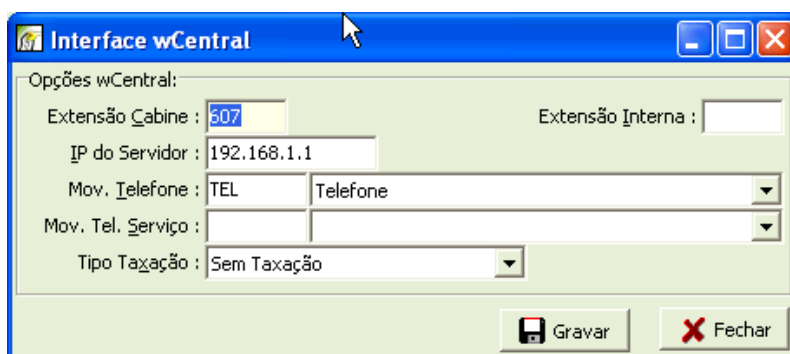 Interface wCentral
Opções wCentral:
Extensão Cabine : 607 Extensão Interna :
IP do Servidor : 192.168.1.1
Mov. Telefone : TEL Telefone
Mov. Tel. Serviço :
Tipo Taxação : Sem Taxação
Gravar Fechar